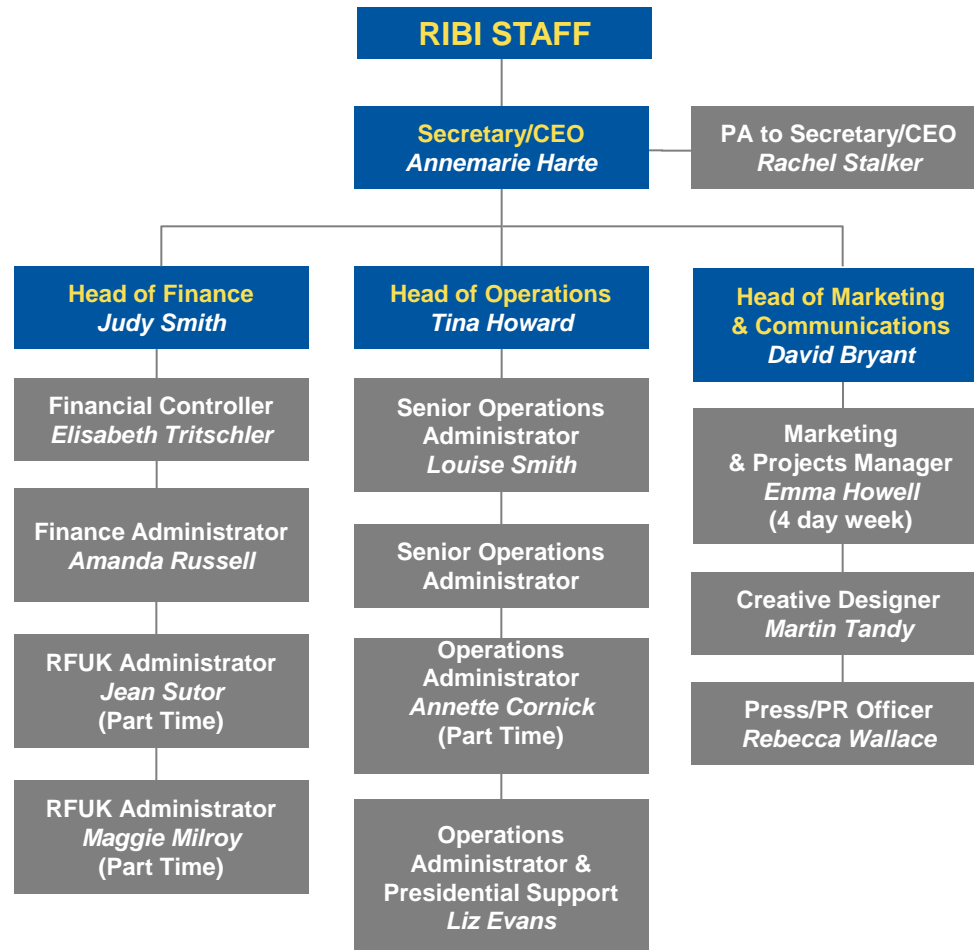 RIBI STAFF
Secretary/CEO
Annemarie Harte
PA to Secretary/CEO
Rachel Stalker
Head of Finance
Judy Smith
Financial Controller
Elisabeth Tritschler
Finance Administrator
Amanda Russell
RFUK Administrator
Jean Sutor
(Part Time)
RFUK Administrator
Maggie Milroy
(Part Time)
Head of Operations
Tina Howard
Senior Operations
Administrator
Louise Smith
Senior Operations
Administrator
Operations
Administrator
Annette Cornick
(Part Time)
Operations
Administrator &
Presidential Support
Liz Evans
Head of Marketing
& Communications
David Bryant
Marketing
& Projects Manager
Emma Howell
(4 day week)
Creative Designer
Martin Tandy
Press/PR Officer
Rebecca Wallace